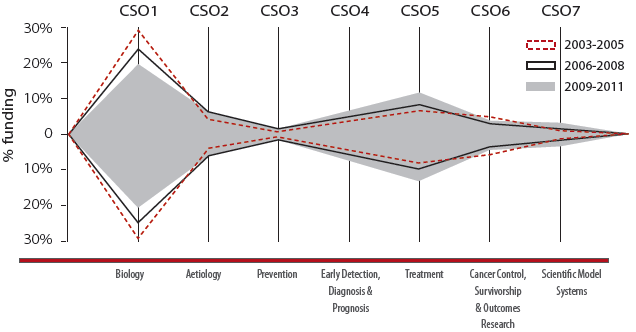 CSO1 CSO2 CSO3 CSO4 CSO5 CSO6 CSO7
30%
20%
10%
0
10%
20%
30%
% funding
2003-2005
2006-2008
2009-2011
Biology
Aetiology
Prevention
Early Detection,
Diagnosis &
Prognosis
Treatment
Cancer Control,
Survivorship
& Outcomes
Research
Scientific Model
Systems